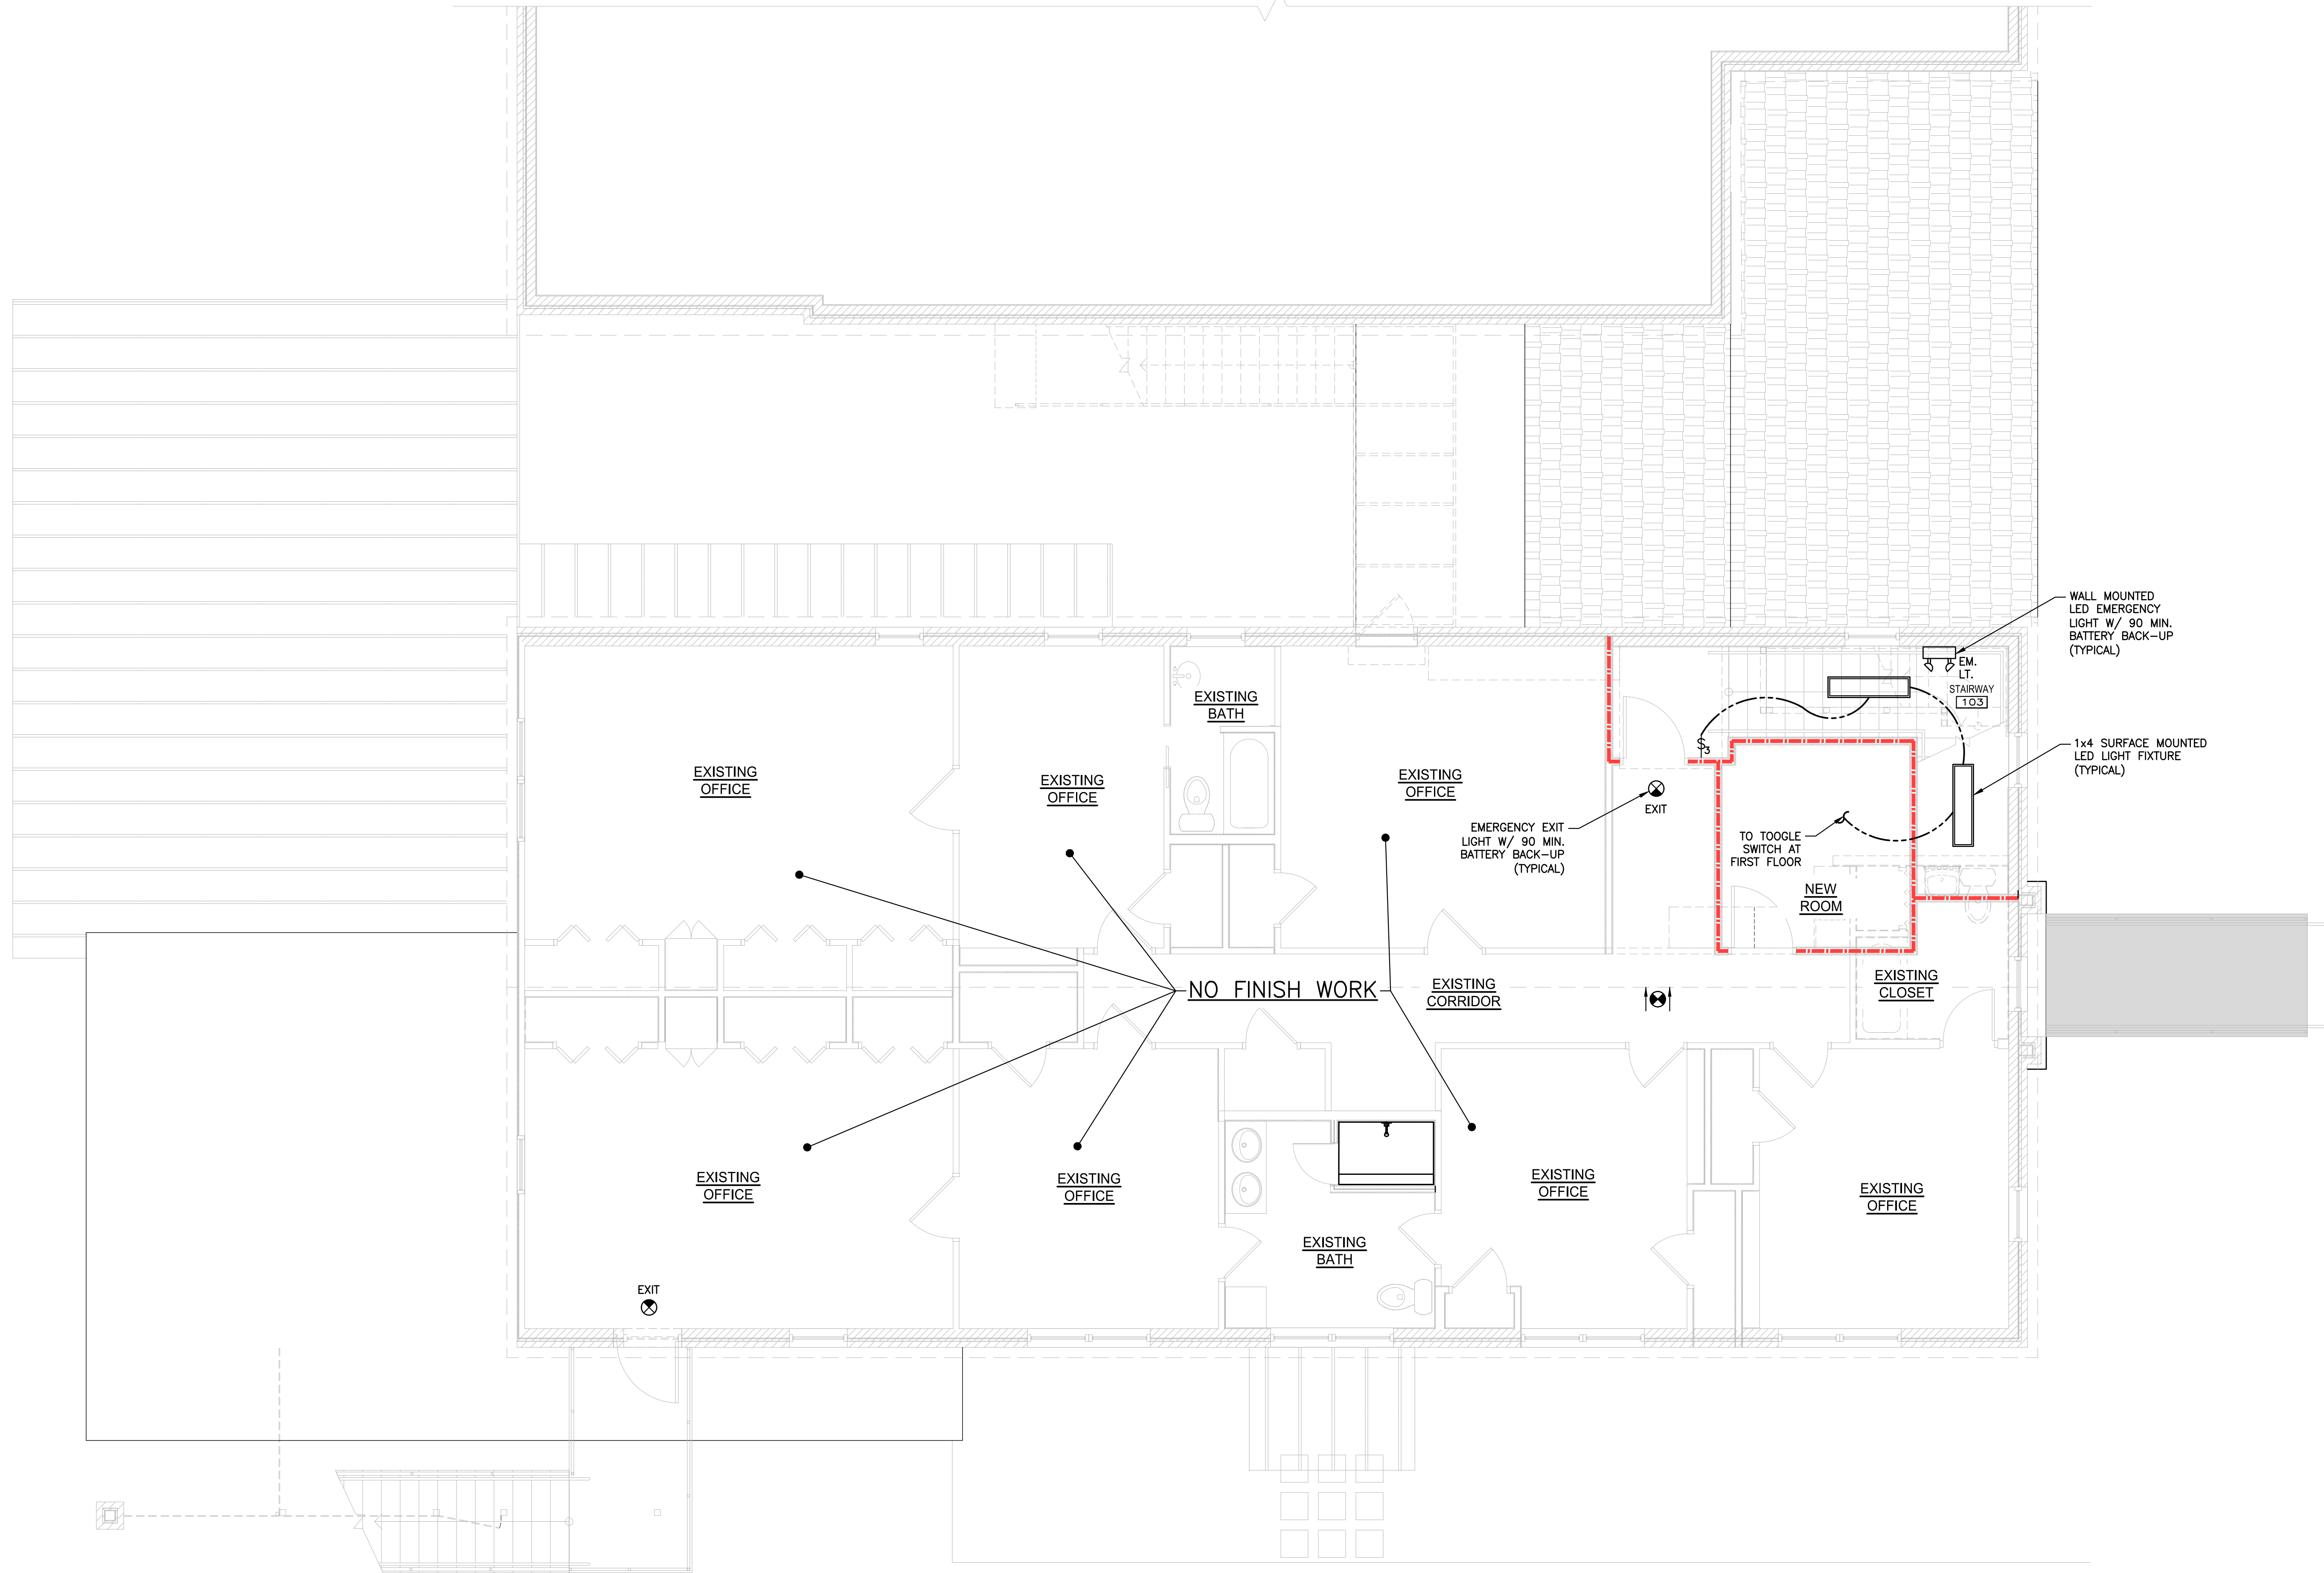 WALL MOUNTED
LED EMERGENCY
LIGHT W/ 90 MIN.
BATTERY BACK-UP
(TYPICAL)
EM.
LT.
STAIRWAY
103
EXISTING
BATH
1x4 SURFACE MOUNTED
LED LIGHT FIXTURE
(TYPICAL)
S3
EXISTING
OFFICE
EXISTING
OFFICE
EXISTING
OFFICE
EXIT
EMERGENCY EXIT
LIGHT W/ 90 MIN.
BATTERY BACK-UP
(TYPICAL)
TO TOOGLE
SWITCH AT
FIRST FLOOR
NEW
ROOM
NO FINISH WORK
EXISTING
CORRIDOR
EXISTING
CLOSET
EXISTING
OFFICE
EXISTING
OFFICE
EXISTING
OFFICE
EXISTING
OFFICE
EXISTING
BATH
EXIT